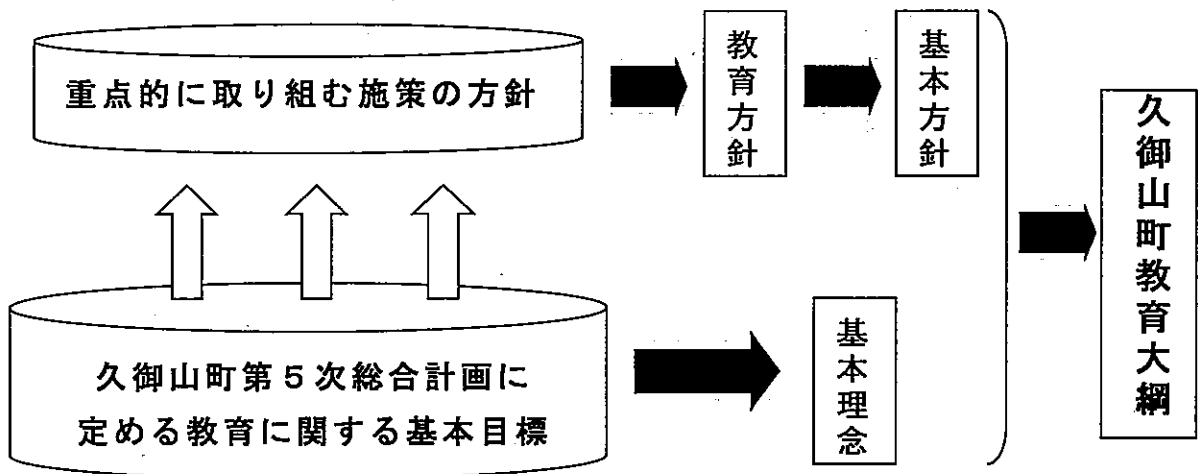 重点的に取り組む施策の方針
教育方針
基本方針
久御山町第５次総合計画に
定める教育に関する基本目標
基本理念
久御山町教育大綱